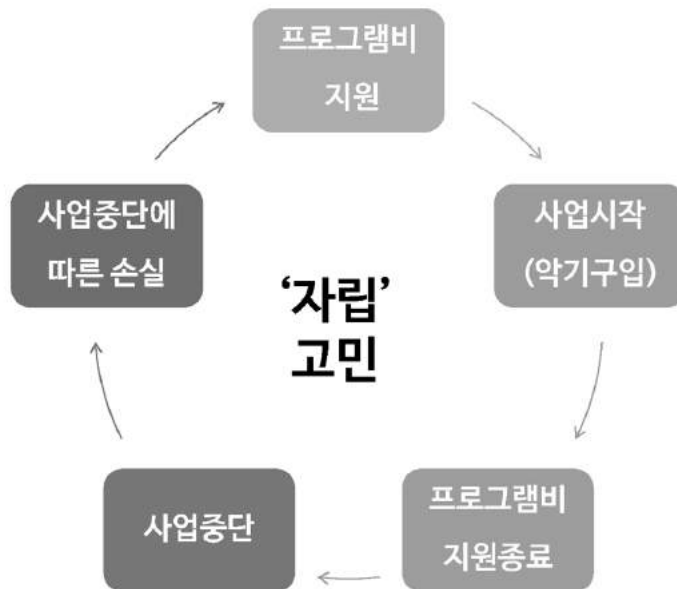 프로그램비
지원
사업중단에
따른 손실
사업시작
(악기구입)
‘자립’
고민
사업중단
프로그램비
지원종료